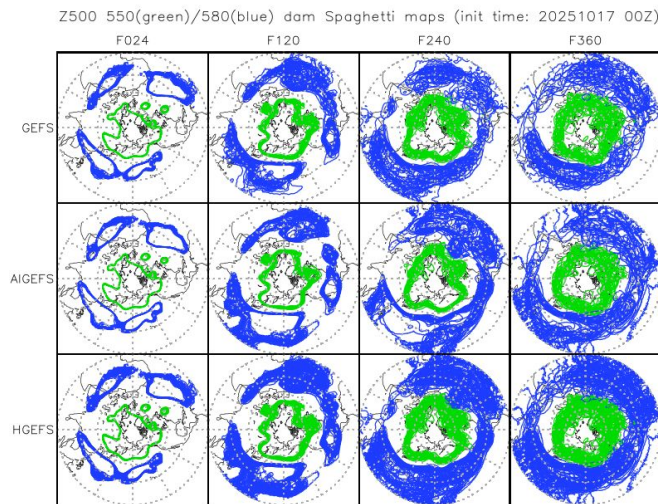 Z500 550(green)/580(blue) dam Spaghetti maps (init time: 20251017 00Z)
F024 F120 F240 F360
GEFS
AIGEFS
HGEFS